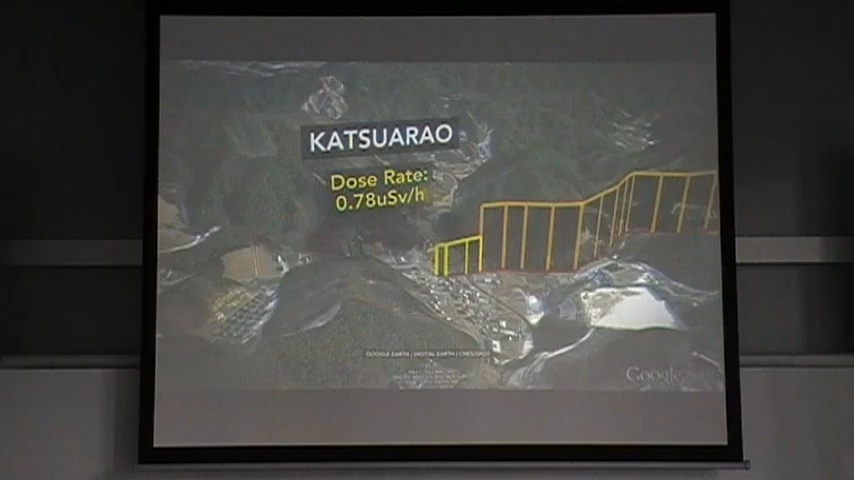 KATSUARAO
Dose Rate:
0.78uSv/h
GOOGLE EARTH | DIGITAL EARTH | CNES/SPOT
Google